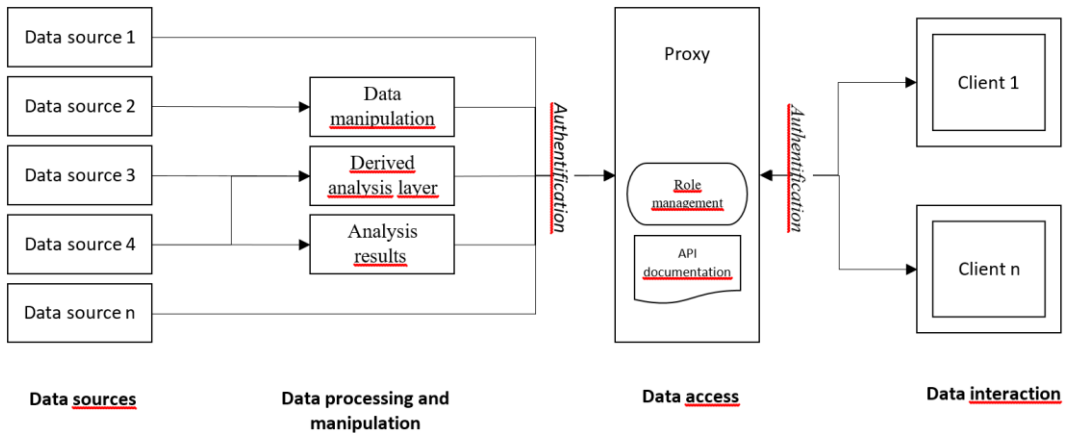 Data source 1
Data source 2
Data source 3
Data source 4
Data source n
Data
manipulation
Derived
analysis layer
Analysis
results
Authentification
Proxy
Role
management
API
documentation
Authentification
Client 1
Client n
Data sources
Data processing and
manipulation
Data access
Data interaction